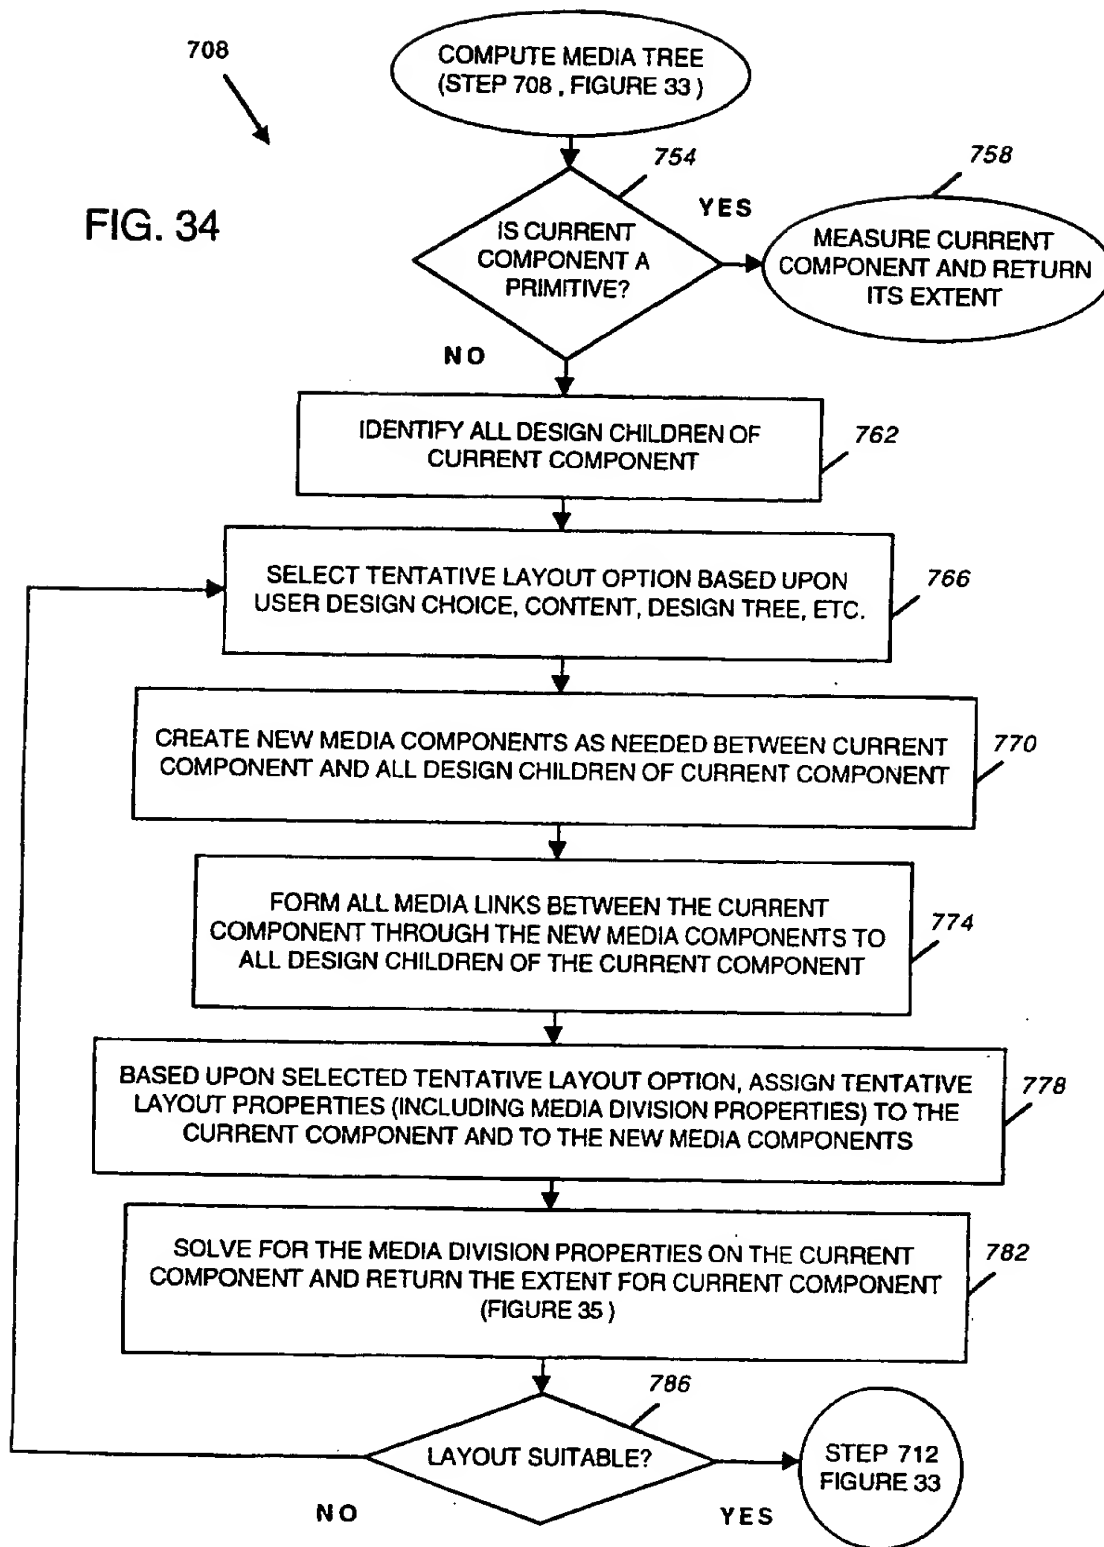 708
COMPUTE MEDIA TREE
(STEP 708 , FIGURE 33 )
FIG. 34
754
IS CURRENT
COMPONENT A
PRIMITIVE?
YES
758
MEASURE CURRENT
COMPONENT AND RETURN
ITS EXTENT
NO
IDENTIFY ALL DESIGN CHILDREN OF
CURRENT COMPONENT
762
SELECT TENTATIVE LAYOUT OPTION BASED UPON
USER DESIGN CHOICE, CONTENT, DESIGN TREE, ETC.
766
CREATE NEW MEDIA COMPONENTS AS NEEDED BETWEEN CURRENT
COMPONENT AND ALL DESIGN CHILDREN OF CURRENT COMPONENT
770
FORM ALL MEDIA LINKS BETWEEN THE CURRENT
COMPONENT THROUGH THE NEW MEDIA COMPONENTS TO
ALL DESIGN CHILDREN OF THE CURRENT COMPONENT
774
BASED UPON SELECTED TENTATIVE LAYOUT OPTION, ASSIGN TENTATIVE
LAYOUT PROPERTIES (INCLUDING MEDIA DIVISION PROPERTIES) TO THE
CURRENT COMPONENT AND TO THE NEW MEDIA COMPONENTS
778
SOLVE FOR THE MEDIA DIVISION PROPERTIES ON THE CURRENT
COMPONENT AND RETURN THE EXTENT FOR CURRENT COMPONENT
(FIGURE 35 )
782
786
LAYOUT SUITABLE?
NO
YES
STEP 712
FIGURE 33